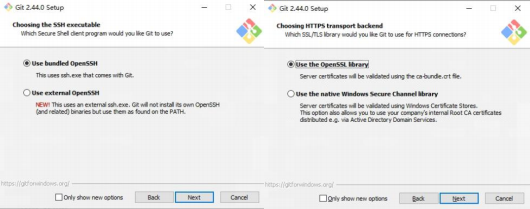 Git 2.44.0 Setup
Choosing the SSH executable
Which Secure Shell client program would you like Git to use?
Use bundled OpenSSH
This uses ssh.exe that comes with Git.
Use external OpenSSH
NEW! This uses an external ssh.exe. Git will not install its own OpenSSH
(and related) binaries but use them as found on the PATH.
https://gitforwindows.org/
Only show new options
Back
Next
Cancel
Git 2.44.0 Setup
Choosing HTTPS transport backend
Which SSL/TLS library would you like Git to use for HTTPS connections?
Use the OpenSSL library
Server certificates will be validated using the ca-bundle.crt file.
Use the native Windows Secure Channel library
Server certificates will be validated using Windows Certificate Stores.
This option also allows you to use your company's internal Root CA certificates
distributed e.g. via Active Directory Domain Services.
https://gitforwindows.org/
Only show new options
Back
Next
Cancel